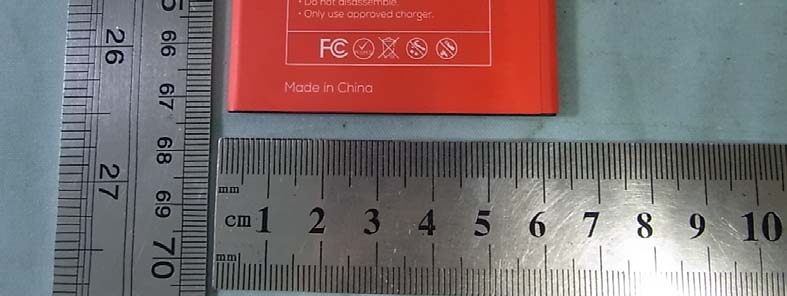 • Do not disassemble.
• Only use approved charger.
FC
Made in China
26
27
66
67
68
69
70
mm
cm 1 2 3 4 5 6 7 8 9 10
mm